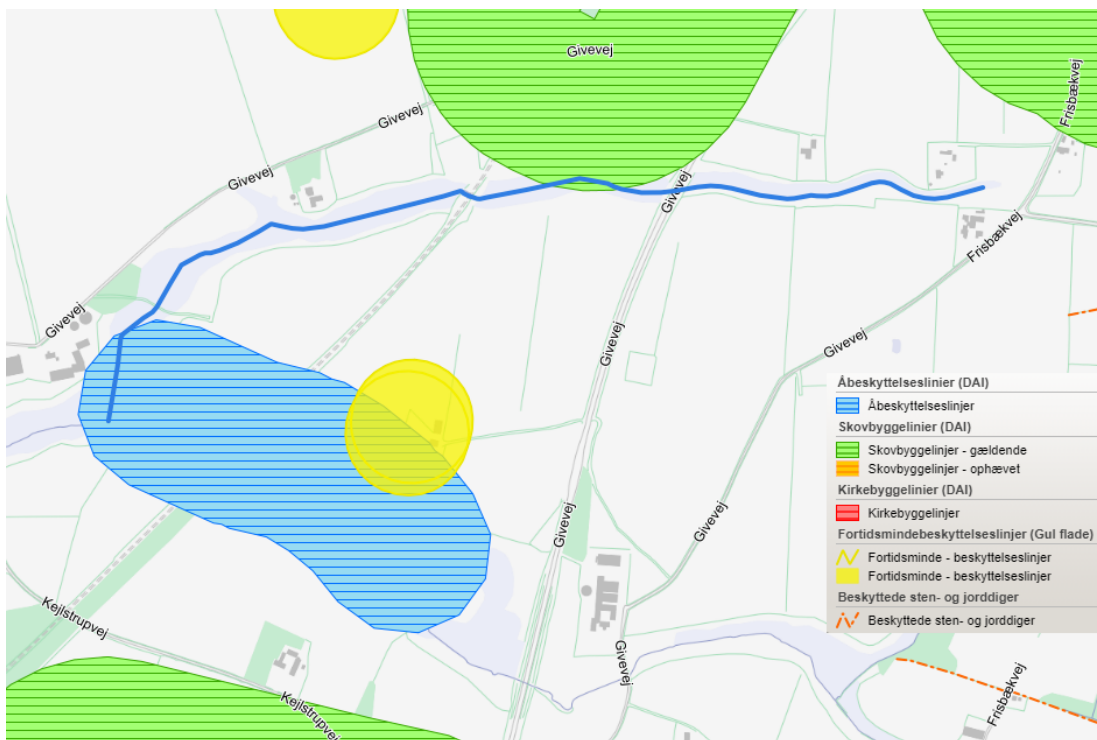 Givevej
Frisbækvej
Givevej
Givevej
Givevej
Frisbækvej
Givevej
Givevej
Givevej
Åbeskyttelseslinier (DAI)
Åbeskyttelseslinjer
Skovbyggelinier (DAI)
Skovbyggelinjer - gældende
Skovbyggelinjer - ophævet
Kirkebyggelinier (DAI)
Kirkebyggelinjer
Fortidsmindebeskyttelseslinjer (Gul flade)
Fortidsminde - beskyttelseslinjer
Fortidsminde - beskyttelseslinjer
Beskyttede sten- og jorddiger
Beskyttede sten- og jorddiger
Givevej
Givevej
Kejlstrupvej
Givevej
Frisbækvej
Kejlstrupvej